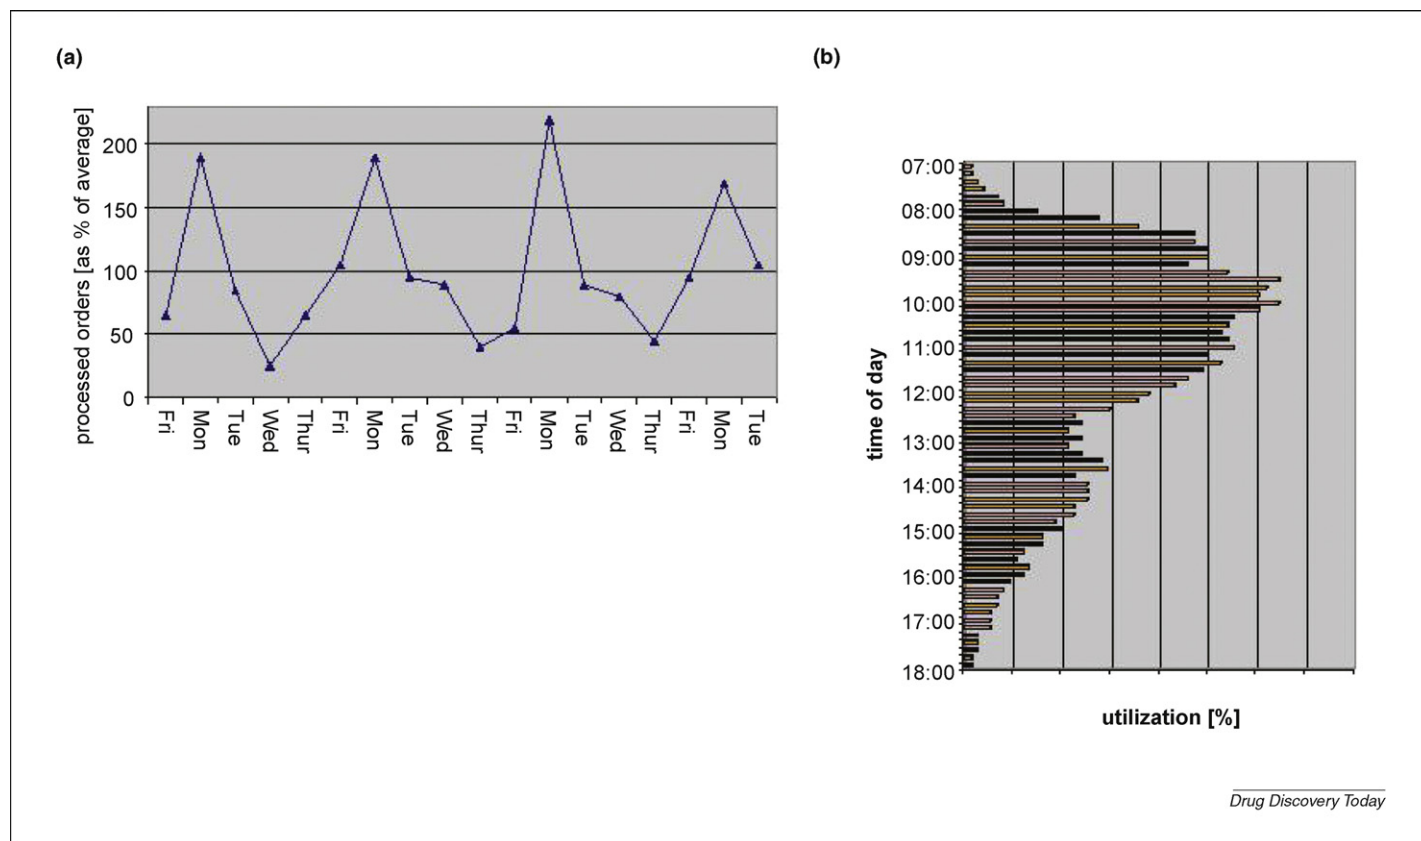 (a)
processed orders [as % of average]
200
150
100
50
0
Fri
Mon
Tue
Wed
Thur
Fri
Mon
Tue
Wed
Thur
Fri
Mon
Tue
Wed
Thur
Fri
Mon
Tue
(b)
time of day
07:00
08:00
09:00
10:00
11:00
12:00
13:00
14:00
15:00
16:00
17:00
18:00
utilization [%]
Drug Discovery Today